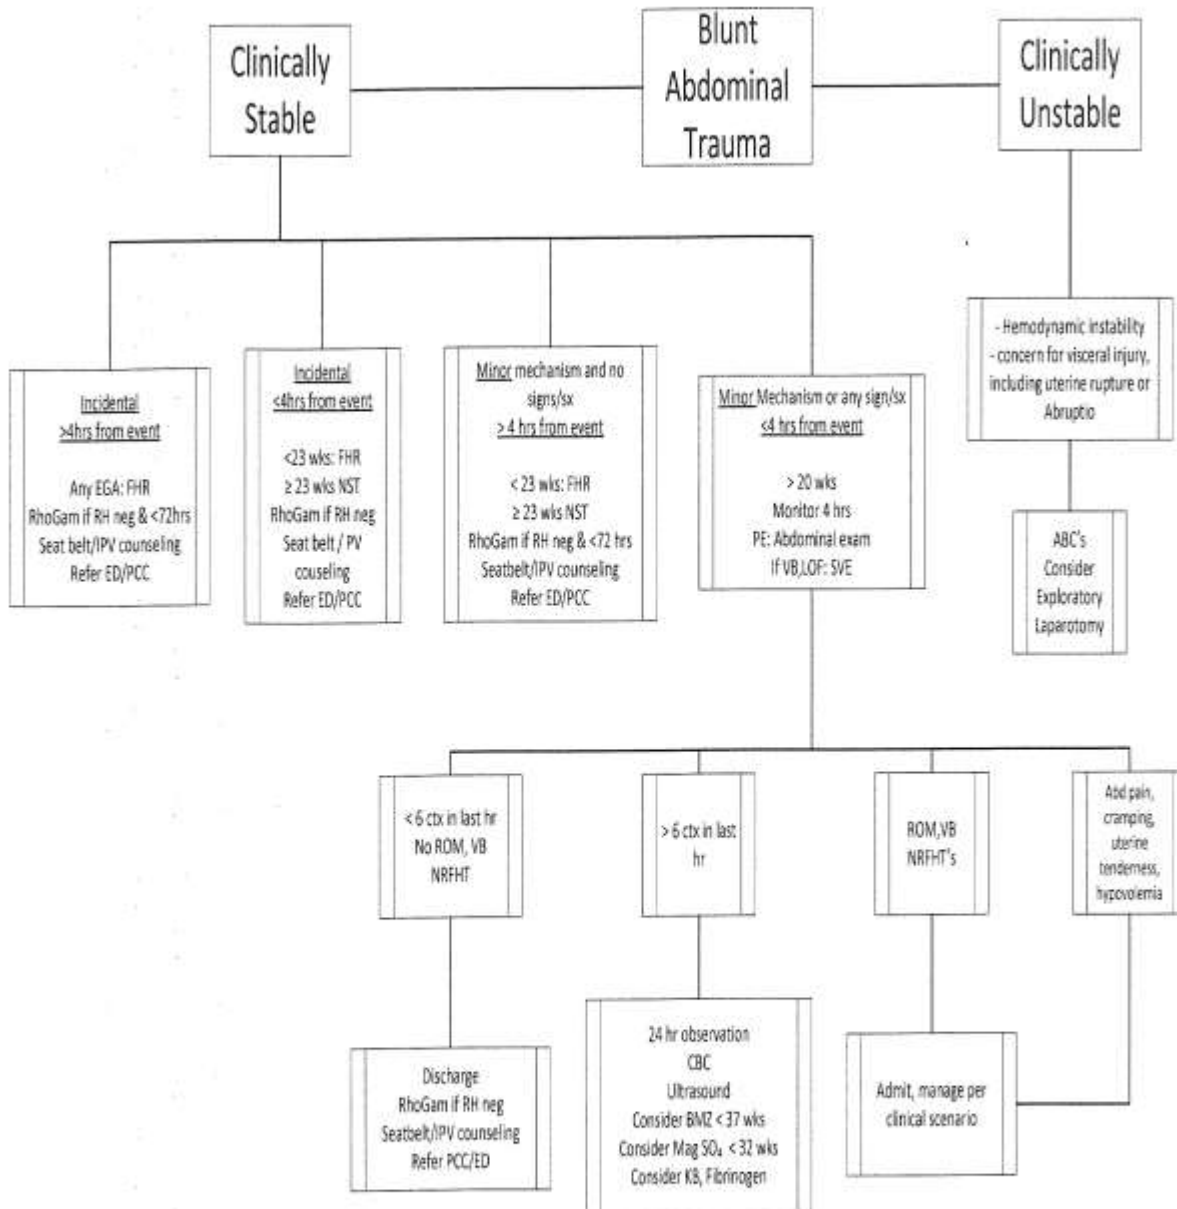 Clinically
Stable
Blunt
Abdominal
Trauma
Clinically
Unstable
Incidental
>4hrs from event
Any EGA: FHR
RhoGam if RH neg & <72hrs
Seat belt/IPV counseling
Refer ED/PCC
Incidental
<4hrs from event
<23 wks: FHR
≥ 23 wks NST
RhoGam if RH neg
Seat belt / PV
couseling
Refer ED/PCC
Minor mechanism and no
signs/sx
> 4 hrs from event
< 23 wks: FHR
≥ 23 wks NST
RhoGam if RH neg & <72 hrs
Seatbelt/IPV counseling
Refer ED/PCC
Minor Mechanism or any sign/sx
<4 hrs from event
> 20 wks
Monitor 4 hrs
PE: Abdominal exam
If VB,LOF: SVE
- Hemodynamic instability
- concern for visceral injury,
including uterine rupture or
Abruptio
ABC's
Consider
Exploratory
Laparotomy
< 6 ctx in last hr
No ROM, VB
NRFHT
> 6 ctx in last
hr
ROM,VB
NRFHT's
Abd pain,
cramping,
uterine
tenderness,
hypovolemia
Discharge
RhoGam if RH neg
Seatbelt/IPV counseling
Refer PCC/ED
24 hr observation
CBC
Ultrasound
Consider BMZ < 37 wks
Consider Mag SO₄ < 32 wks
Consider KB, Fibrinogen
Admit, manage per
clinical scenario